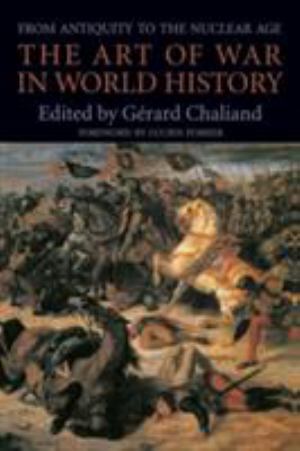 FROM ANTIQUITY TO THE NUCLEAR AGE
THE ART OF WAR
IN WORLD HISTORY
Edited by Gérard Chaliand
FOREWORD BY LUCIEN POIRIER